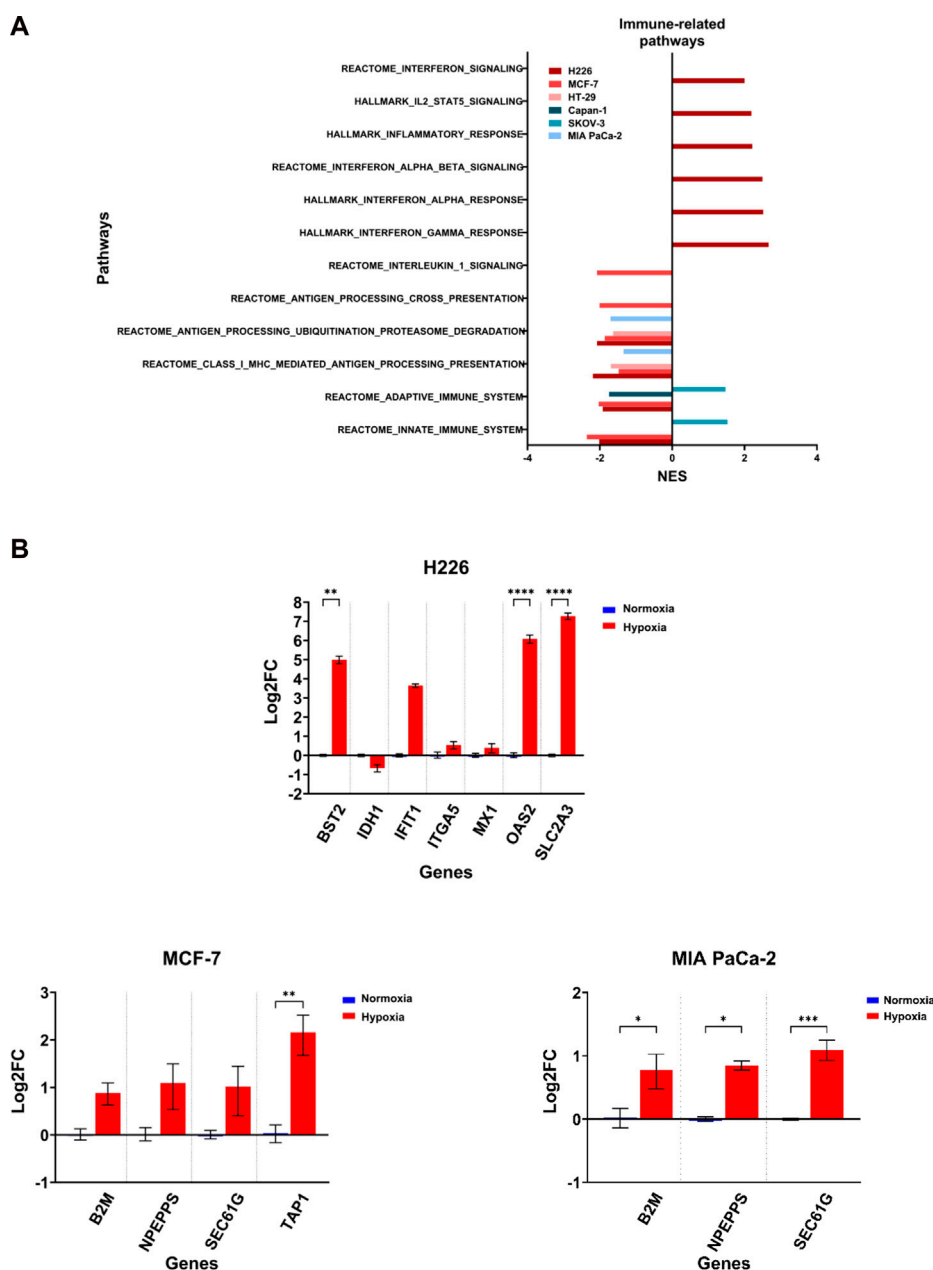 A
Immune-related
pathways
REACTOME_INTERFERON_SIGNALING
HALLMARK_IL2_STAT5_SIGNALING
HALLMARK_INFLAMMATORY_RESPONSE
REACTOME_INTERFERON_ALPHA_BETA_SIGNALING
HALLMARK_INTERFERON_ALPHA_RESPONSE
HALLMARK_INTERFERON_GAMMA_RESPONSE
REACTOME_INTERLEUKIN_1_SIGNALING
REACTOME_ANTIGEN_PROCESSING_CROSS_PRESENTATION
REACTOME_ANTIGEN_PROCESSING_UBIQUITINATION_PROTEASOME_DEGRADATION
REACTOME_CLASS_I_MHC_MEDIATED_ANTIGEN_PROCESSING_PRESENTATION
REACTOME_ADAPTIVE_IMMUNE_SYSTEM
REACTOME_INNATE_IMMUNE_SYSTEM
Pathways
H226
MCF-7
HT-29
Capan-1
SKOV-3
MIA PaCa-2
-4 -2 0 2 4
NES
B
H226
** **** ****
8
7
6
5
4
3
2
1
0
-1
-2
Log2FC
Normoxia
Hypoxia
BST2 IDH1 IFIT1 ITGA5 MX1 OAS2 SLC2A3
Genes
MCF-7
**
3
2
1
0
-1
Log2FC
Normoxia
Hypoxia
B2M NPEPPS SEC61G TAP1
Genes
MIA PaCa-2
* * ***
2
1
0
-1
Log2FC
Normoxia
Hypoxia
B2M NPEPPS SEC61G
Genes